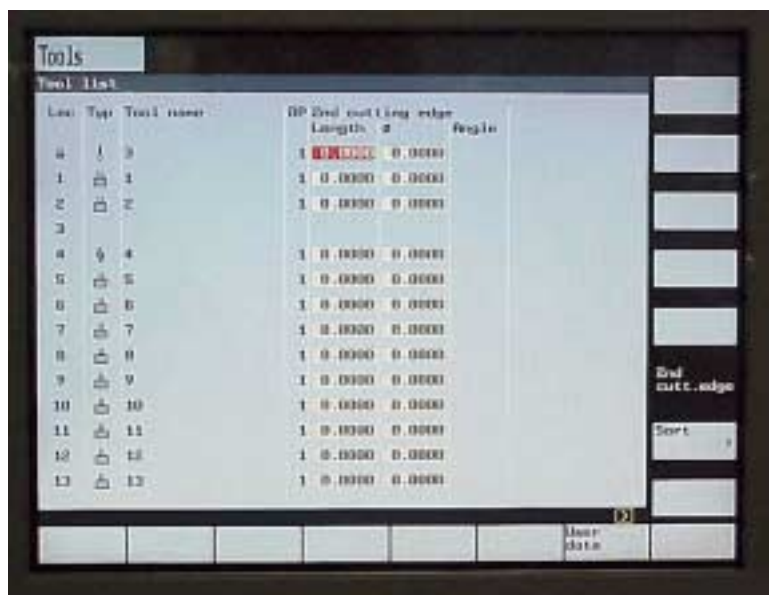 Tools
Tool list
Loc Typ Tool name DP 2nd cutting edge
Length ø Angle
3 1 0.0000 0.0000
1 1 1 0.0000 0.0000
2 2 1 0.0000 0.0000
3
4 4 1 0.0000 0.0000
5 5 1 0.0000 0.0000
6 6 1 0.0000 0.0000
7 7 1 0.0000 0.0000
8 8 1 0.0000 0.0000
9 9 1 0.0000 0.0000
2nd
cutt.edge
10 10 1 0.0000 0.0000
11 11 1 0.0000 0.0000
Sort
12 12 1 0.0000 0.0000
13 13 1 0.0000 0.0000
User
data